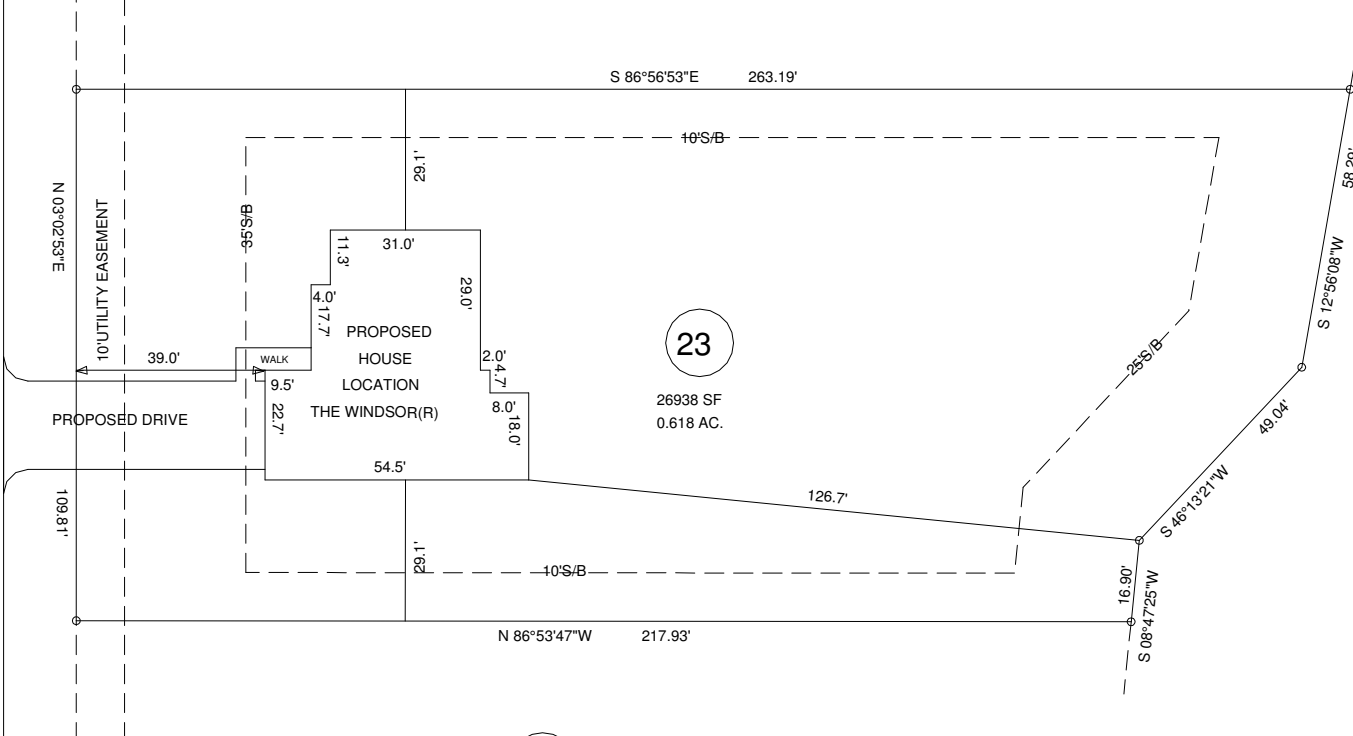 S 86°56'53"E 263.19'
10'S/B
58.29'
29.1'
N 03°02'53"E
10'UTILITY EASEMENT
35'S/B
11.3'
31.0'
4.0'
17.7'
29.0'
S 12°56'08"W
PROPOSED
HOUSE
LOCATION
THE WINDSOR(R)
23
26938 SF
0.618 AC.
39.0'
WALK
9.5'
22.7'
2.0'
4.7'
8.0'
18.0'
25'S/B
PROPOSED DRIVE
54.5'
49.04'
S 46°13'21"W
126.7'
109.81'
29.1'
10'S/B
16.90'
S 08°47'25"W
N 86°53'47"W 217.93'